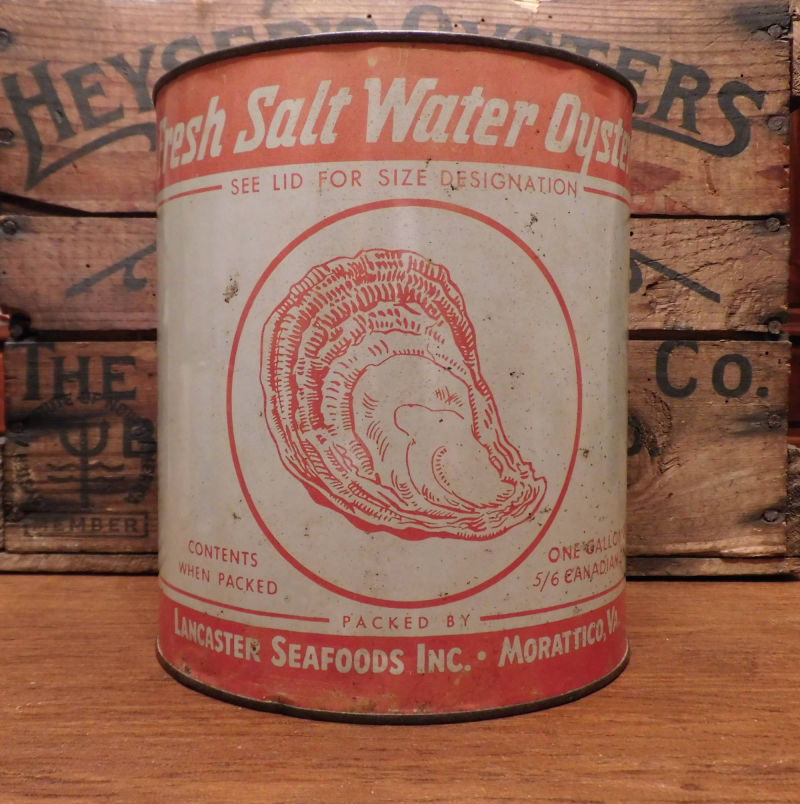 HEYSER'S OYSTERS
Fresh Salt Water Oyste
SEE LID FOR SIZE DESIGNATION
THE
Co.
MEMBER
CONTENTS
WHEN PACKED
ONE GALLON
5/6 CANADIAN
PACKED BY
LANCASTER SEAFOODS INC. • MORATTICO, VA.